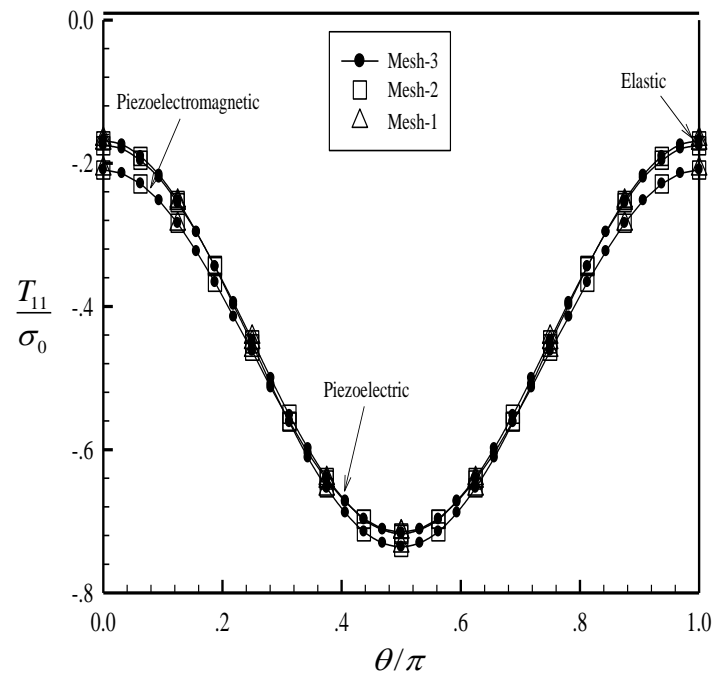 0.0
-.2
-.4
-.6
-.8
T₁₁/σ₀
Mesh-3
Mesh-2
Mesh-1
Piezoelectromagnetic
Elastic
Piezoelectric
0.0 .2 .4 .6 .8 1.0
θ/π